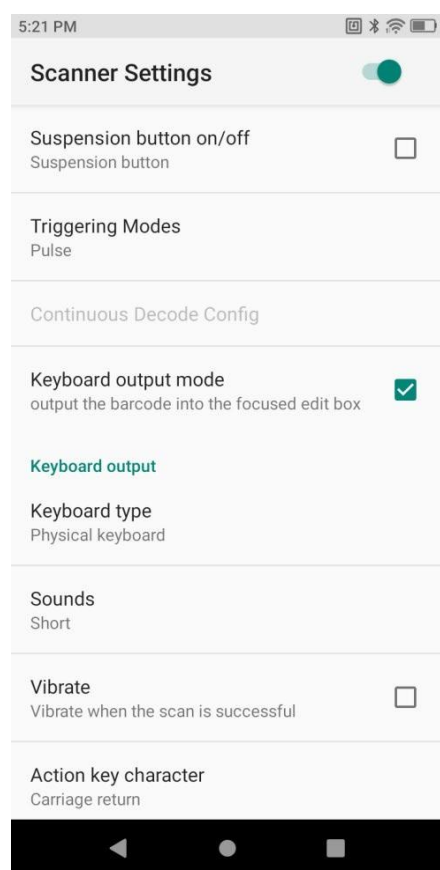 5:21 PM
Scanner Settings
Suspension button on/off
Suspension button
Triggering Modes
Pulse
Continuous Decode Config
Keyboard output mode
output the barcode into the focused edit box
Keyboard output
Keyboard type
Physical keyboard
Sounds
Short
Vibrate
Vibrate when the scan is successful
Action key character
Carriage return